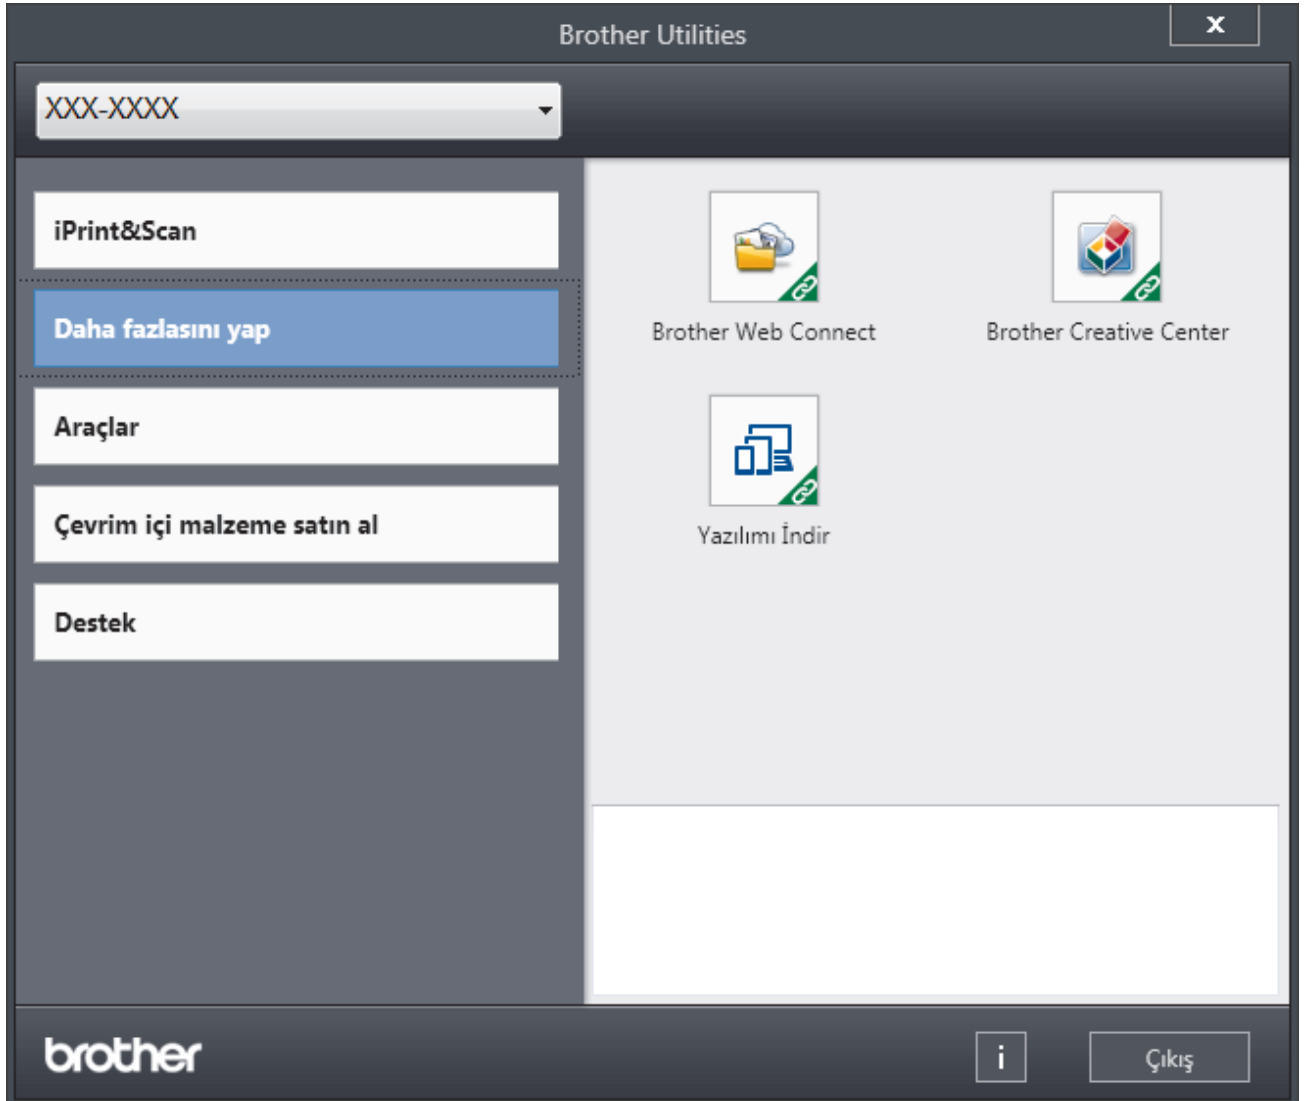 Brother Utilities
x
XXX-XXXX
iPrint&Scan
Daha fazlasını yap
Araçlar
Çevrim içi malzeme satın al
Destek
Brother Web Connect
Brother Creative Center
Yazılımı İndir
brother
i
Çıkış